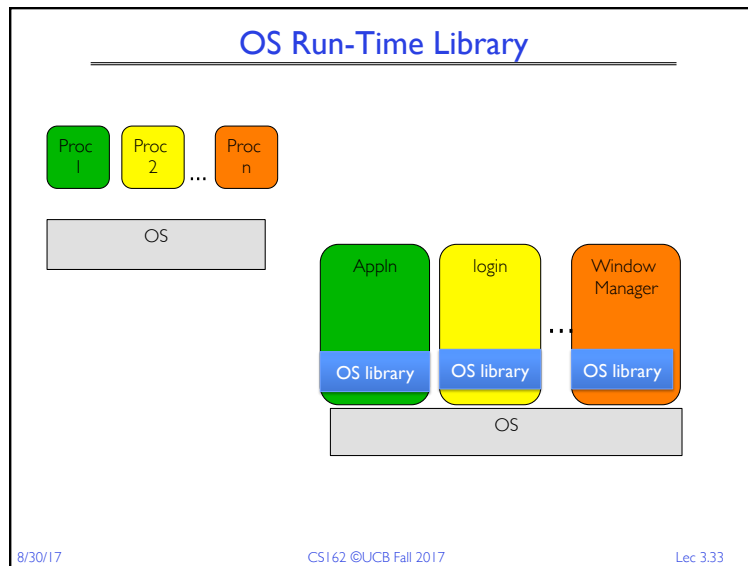 OS Run-Time Library
Proc
1
Proc
2
...
Proc
n
OS
Appln
login
...
Window
Manager
OS library
OS library
OS library
OS
8/30/17
CS162 ©UCB Fall 2017
Lec 3.33